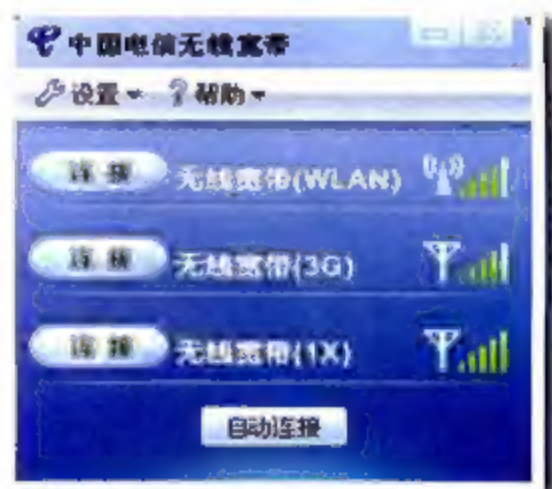 中国电信无线宽带
设置 帮助
连接 无线宽带(WLAN)
连接 无线宽带(3G)
连接 无线宽带(1X)
自动连接